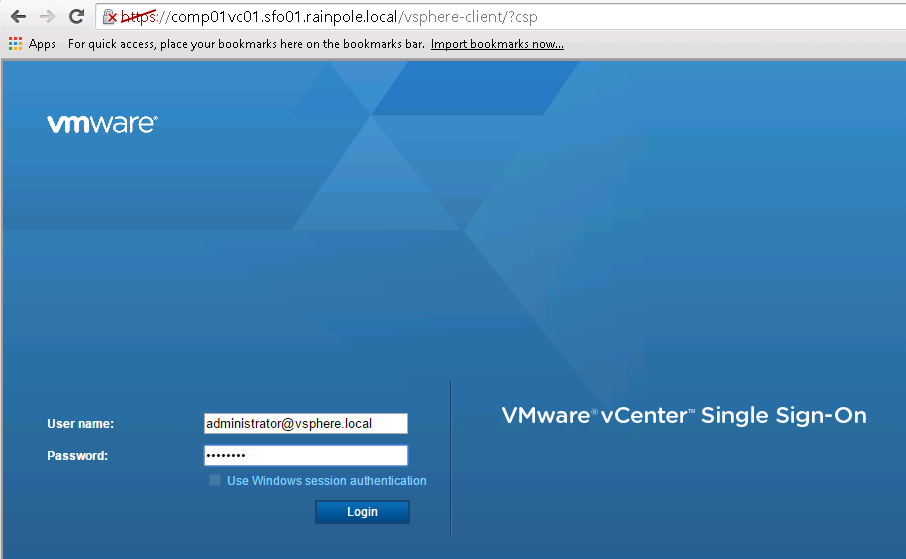 https://comp01vc01.sfo01.rainpole.local/vsphere-client/?csp
Apps For quick access, place your bookmarks here on the bookmarks bar. Import bookmarks now...
vmware®
User name: administrator@vsphere.local
Password: ••••••••
Use Windows session authentication
Login
VMware® vCenter™ Single Sign-On